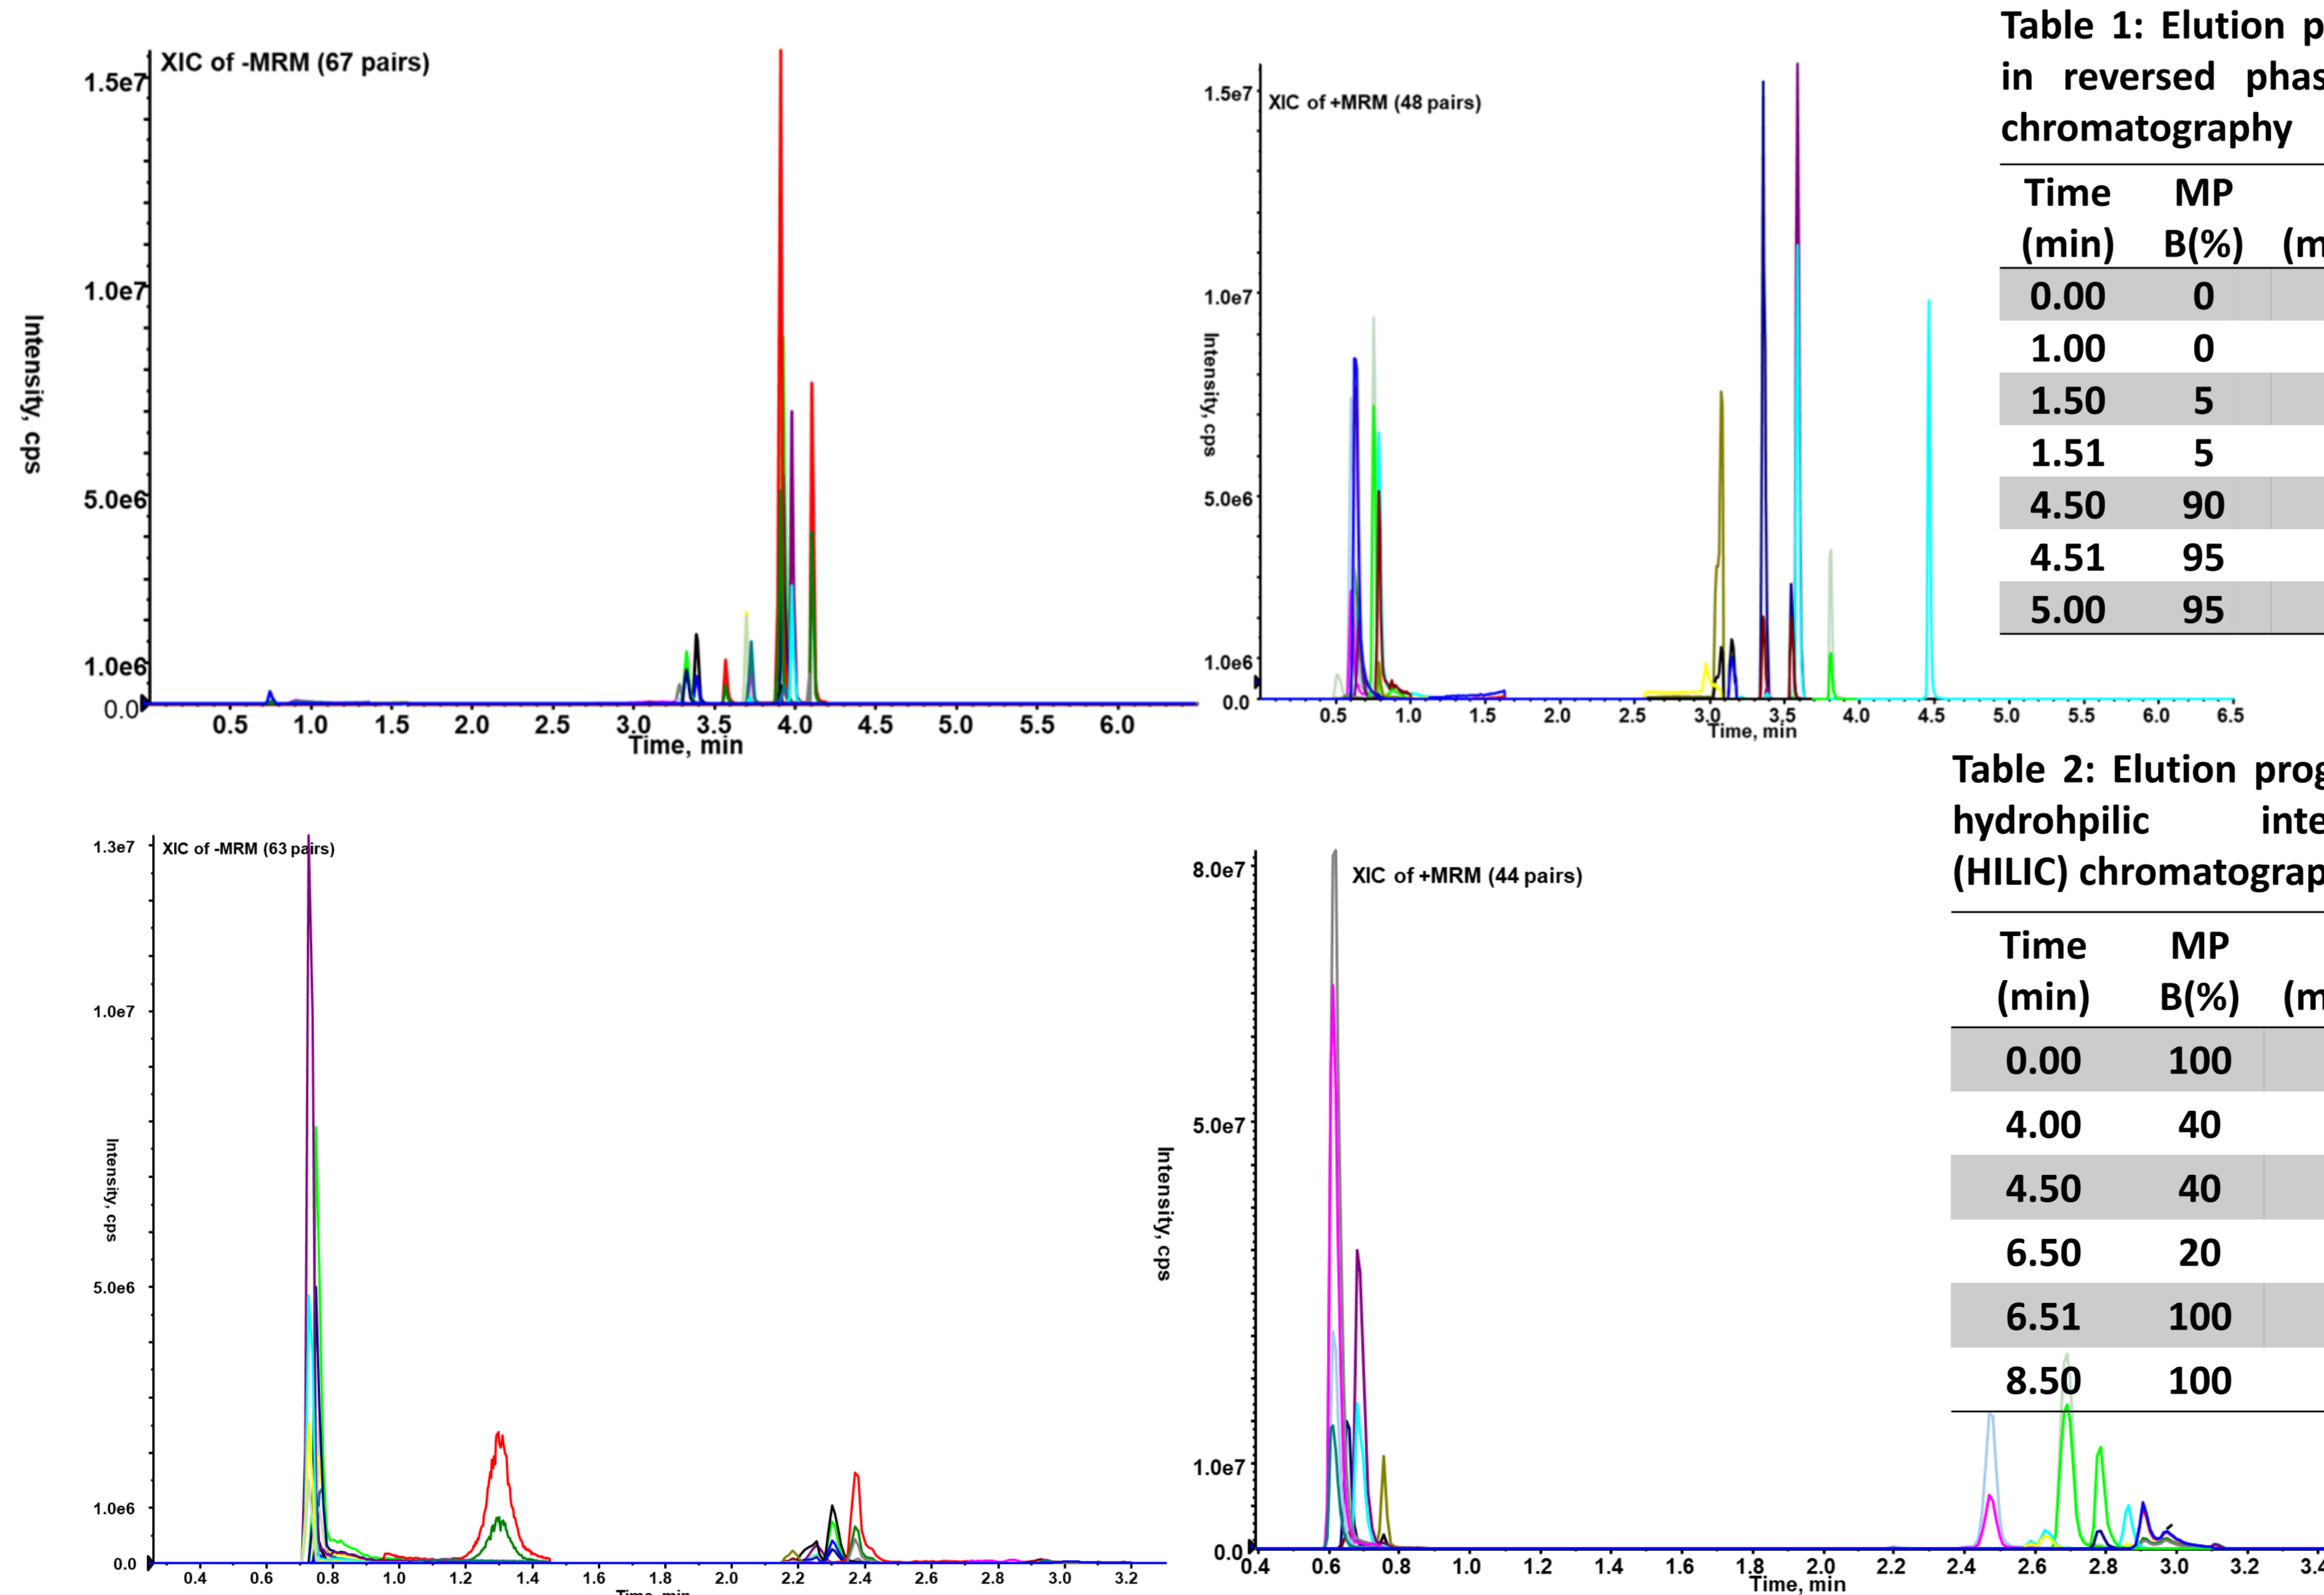 XIC of -MRM (67 pairs)
Intensity, cps
1.5e7
1.0e7
5.0e6
1.0e6
0.0
0.5 1.0 1.5 2.0 2.5 3.0 3.5 4.0 4.5 5.0 5.5 6.0
Time, min
XIC of +MRM (48 pairs)
Intensity, cps
1.5e7
1.0e7
5.0e6
1.0e6
0.0
0.5 1.0 1.5 2.0 2.5 3.0 3.5 4.0 4.5 5.0 5.5 6.0 6.5
Time, min
Table 1: Elution p
in reversed phas
chromatography
Time MP
(min) B(%) (m
0.00 0
1.00 0
1.50 5
1.51 5
4.50 90
4.51 95
5.00 95
XIC of -MRM (63 pairs)
Intensity, cps
1.3e7
1.0e7
5.0e6
1.0e6
0.0
0.4 0.6 0.8 1.0 1.2 1.4 1.6 1.8 2.0 2.2 2.4 2.6 2.8 3.0 3.2
Time, min
XIC of +MRM (44 pairs)
Intensity, cps
8.0e7
5.0e7
1.0e7
0.0
0.4 0.6 0.8 1.0 1.2 1.4 1.6 1.8 2.0 2.2 2.4 2.6 2.8 3.0 3.2 3.4
Time, min
Table 2: Elution prog
hydrohpilic inte
(HILIC) chromatograp
Time MP
(min) B(%) (m
0.00 100
4.00 40
4.50 40
6.50 20
6.51 100
8.50 100